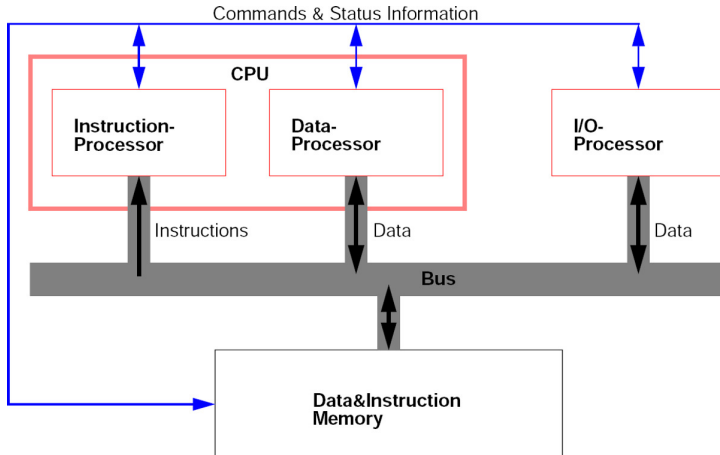 Commands & Status Information
CPU
Instruction-
Processor
Data-
Processor
I/O-
Processor
Instructions
Data
Data
Bus
Data&Instruction
Memory